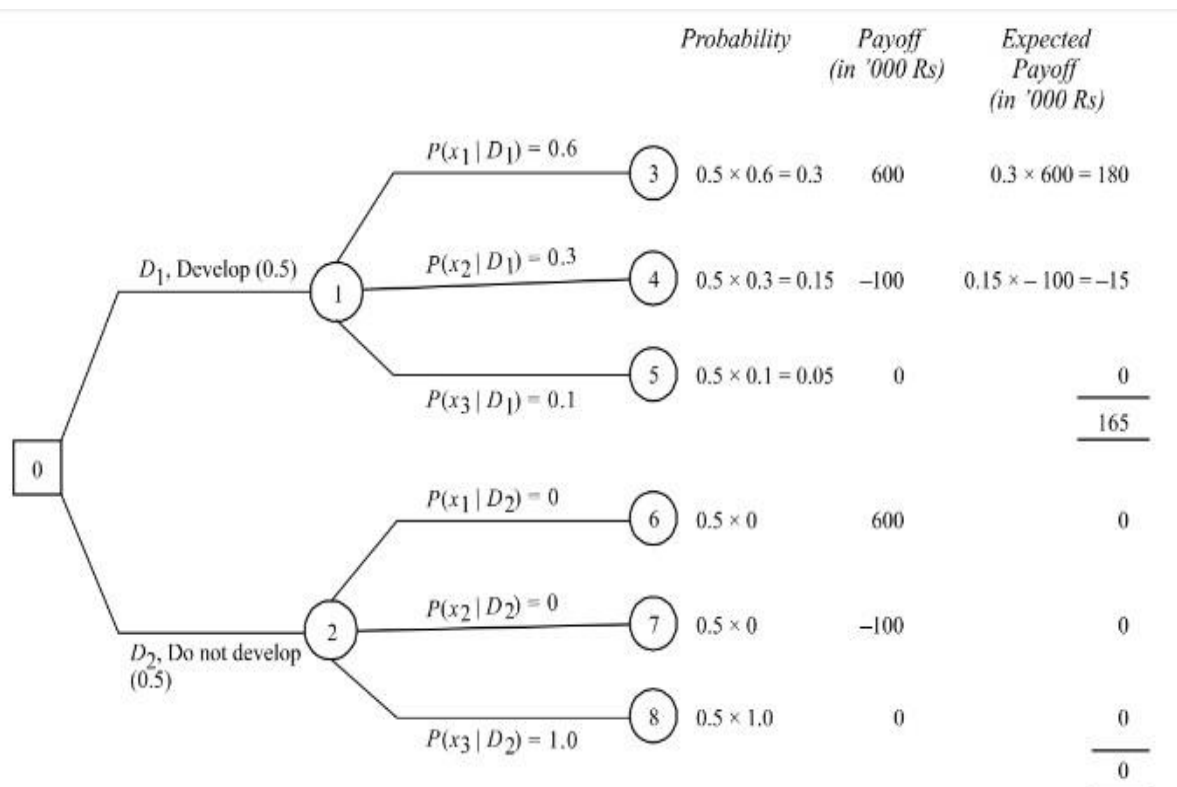 Probability Payoff Expected
(in '000 Rs) Payoff
(in '000 Rs)
P(x1 | D1) = 0.6
3 0.5 × 0.6 = 0.3 600 0.3 × 600 = 180
D1, Develop (0.5)
P(x2 | D1) = 0.3
1
4 0.5 × 0.3 = 0.15 –100 0.15 × – 100 = –15
5 0.5 × 0.1 = 0.05 0 0
P(x3 | D1) = 0.1
165
0
P(x1 | D2) = 0
6 0.5 × 0 600 0
P(x2 | D2) = 0
2
7 0.5 × 0 –100 0
D2, Do not develop
(0.5)
8 0.5 × 1.0 0 0
P(x3 | D2) = 1.0
0